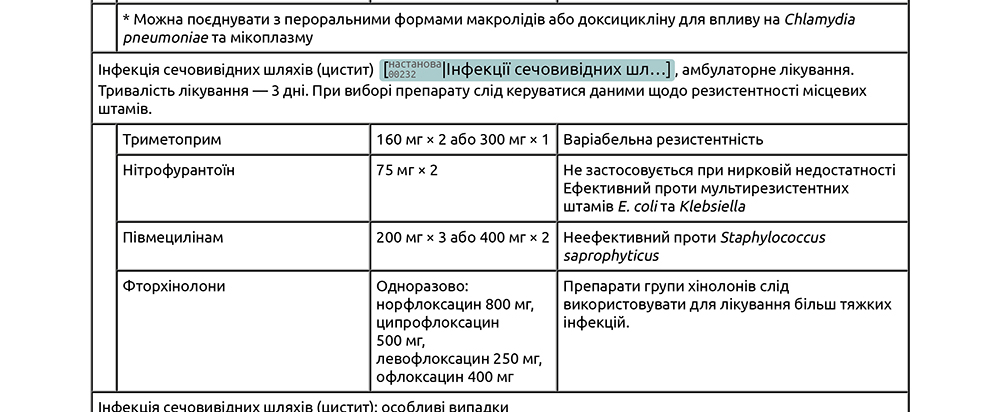 * Можна поєднувати з пероральними формами макролідів або доксицикліну для впливу на Chlamydia
pneumoniae та мікоплазму
Інфекція сечовивідних шляхів (цистит) [настанова 00232|Інфекції сечовивідних шл…] , амбулаторне лікування.
Тривалість лікування — 3 дні. При виборі препарату слід керуватися даними щодо резистентності місцевих
штамів.
Триметоприм 160 мг × 2 або 300 мг × 1 Варіабельна резистентність
Нітрофурантоїн 75 мг × 2 Не застосовується при нирковій недостатності
Ефективний проти мультирезистентних
штамів E. coli та Klebsiella
Півмецилінам 200 мг × 3 або 400 мг × 2 Неефективний проти Staphylococcus
saprophyticus
Фторхінолони Одноразово: Препарати групи хінолонів слід
норфлоксацин 800 мг, використовувати для лікування більш тяжких
ципрофлоксацин інфекцій.
500 мг,
левофлоксацин 250 мг,
офлоксацин 400 мг
Інфекція сечовивідних шляхів (цистит): особливі випадки